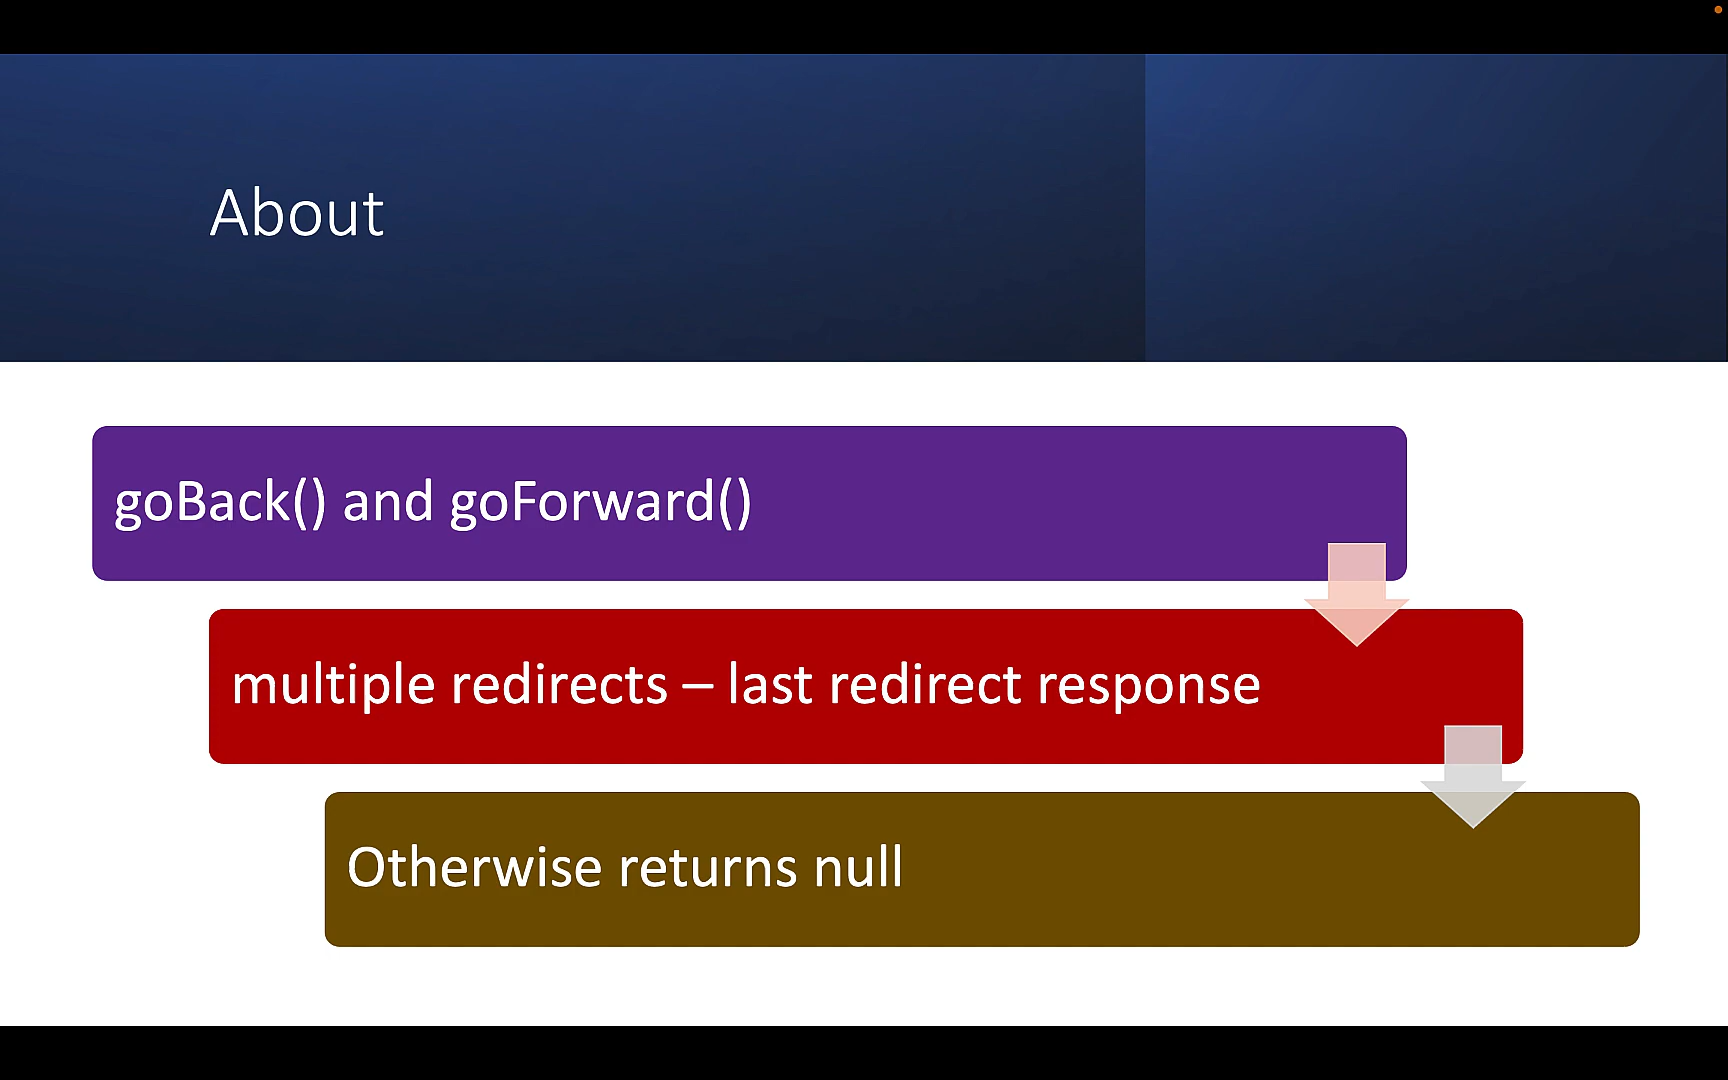 About
goBack() and goForward()
multiple redirects – last redirect response
Otherwise returns null